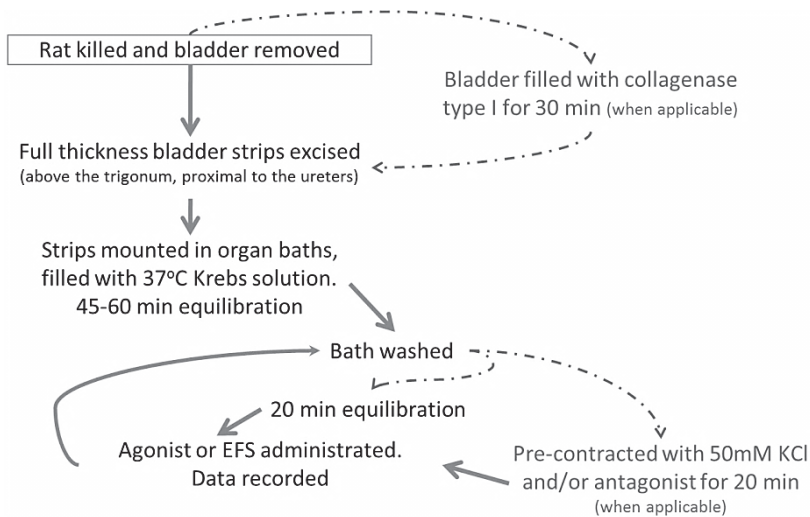 Rat killed and bladder removed
Bladder filled with collagenase
type I for 30 min (when applicable)
Full thickness bladder strips excised
(above the trigonum, proximal to the ureters)
Strips mounted in organ baths,
filled with 37ºC Krebs solution.
45-60 min equilibration
Bath washed
20 min equilibration
Agonist or EFS administrated.
Data recorded
Pre-contracted with 50mM KCl
and/or antagonist for 20 min
(when applicable)